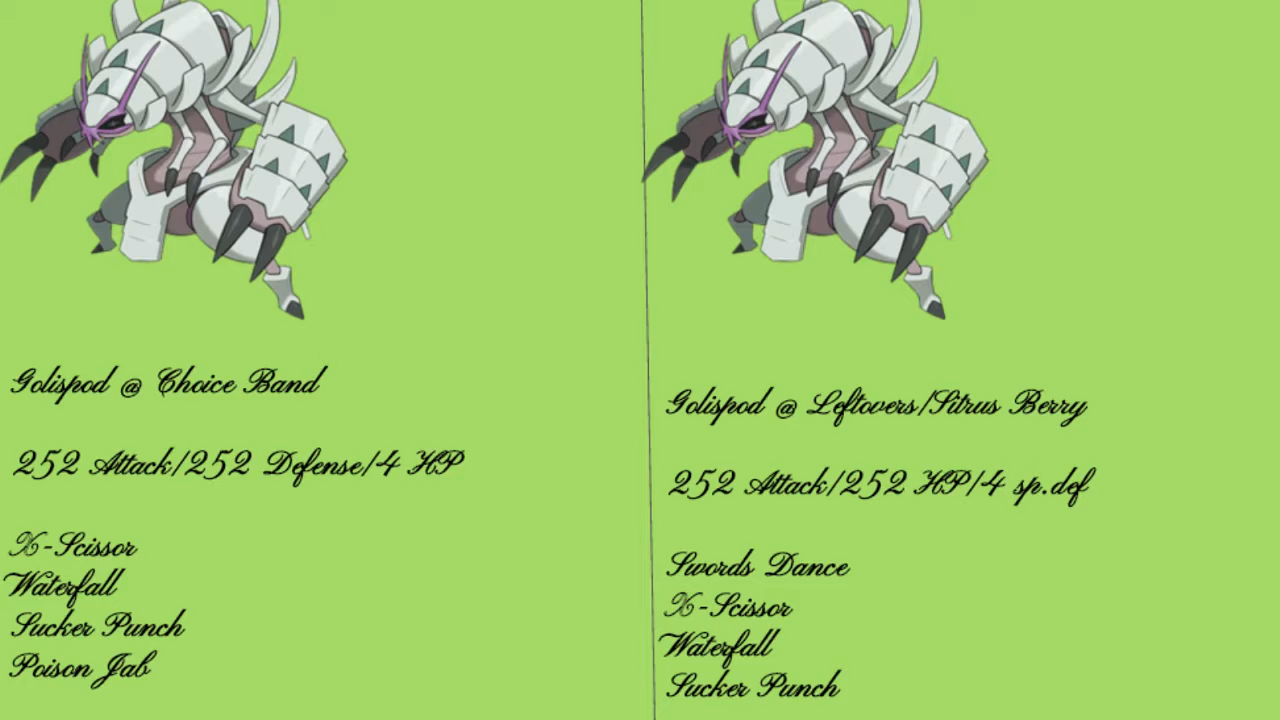 Golispod @ Choice Band
252 Attack/252 Defense/4 HP
X-Scissor
Waterfall
Sucker Punch
Poison Jab
Golispod @ Leftovers/Sitrus Berry
252 Attack/252 HP/4 sp.def
Swords Dance
X-Scissor
Waterfall
Sucker Punch